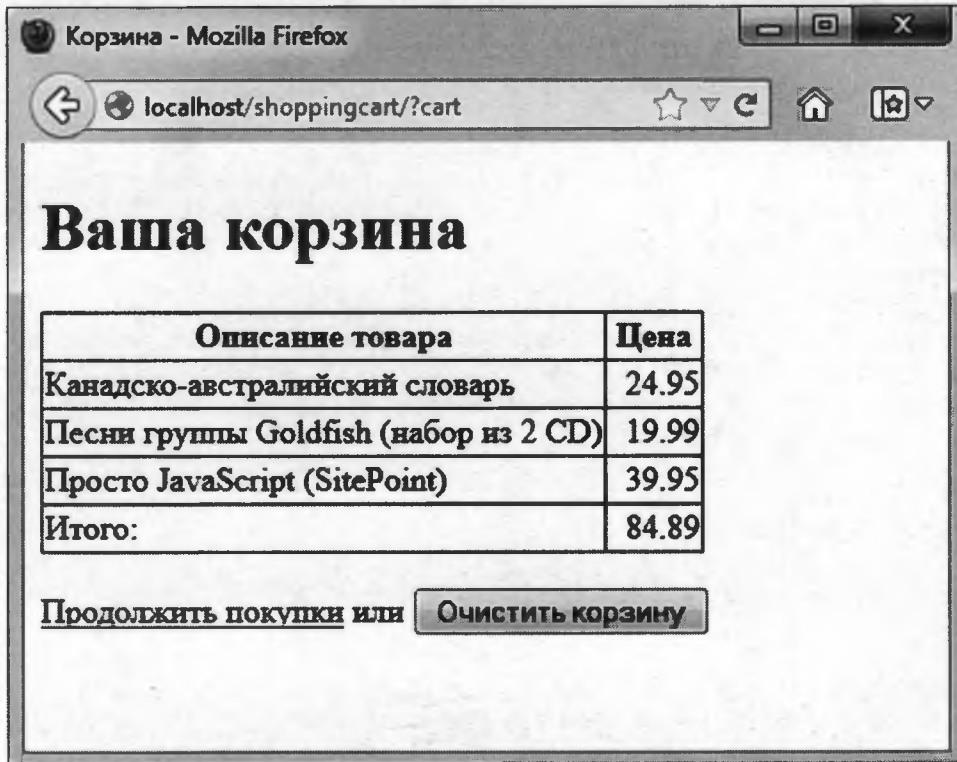 Корзина - Mozilla Firefox
localhost/shoppingcart/?cart
Ваша корзина
Описание товара Цена
Канадско-австралийский словарь 24.95
Песни группы Goldfish (набор из 2 CD) 19.99
Просто JavaScript (SitePoint) 39.95
Итого: 84.89
Продолжить покупки или Очистить корзину